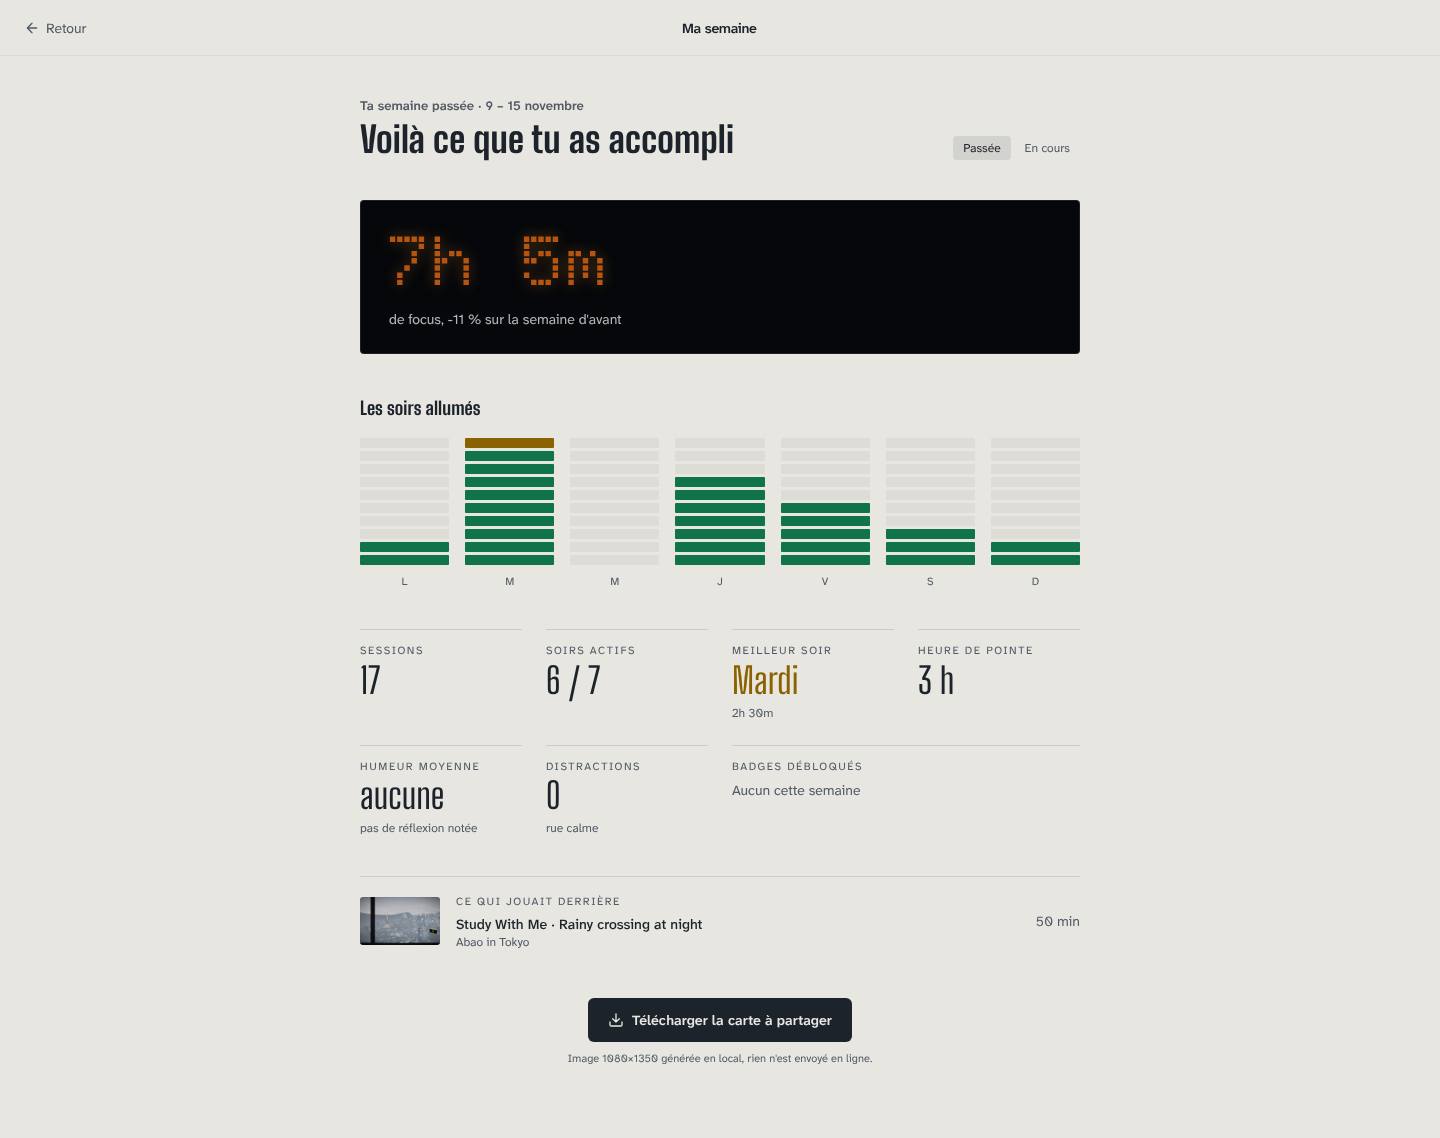 Retour
Ma semaine
Ta semaine passée · 9 – 15 novembre
Voilà ce que tu as accompli
Passée
En cours
7h 5m
de focus, -11 % sur la semaine d'avant
Les soirs allumés
L M M J V S D
SESSIONS
17
SOIRS ACTIFS
6 / 7
MEILLEUR SOIR
Mardi
2h 30m
HEURE DE POINTE
3 h
HUMEUR MOYENNE
aucune
pas de réflexion notée
DISTRACTIONS
0
rue calme
BADGES DÉBLOQUÉS
Aucun cette semaine
CE QUI JOUAIT DERRIÈRE
Study With Me · Rainy crossing at night
Abao in Tokyo
50 min
Télécharger la carte à partager
Image 1080×1350 générée en local, rien n'est envoyé en ligne.